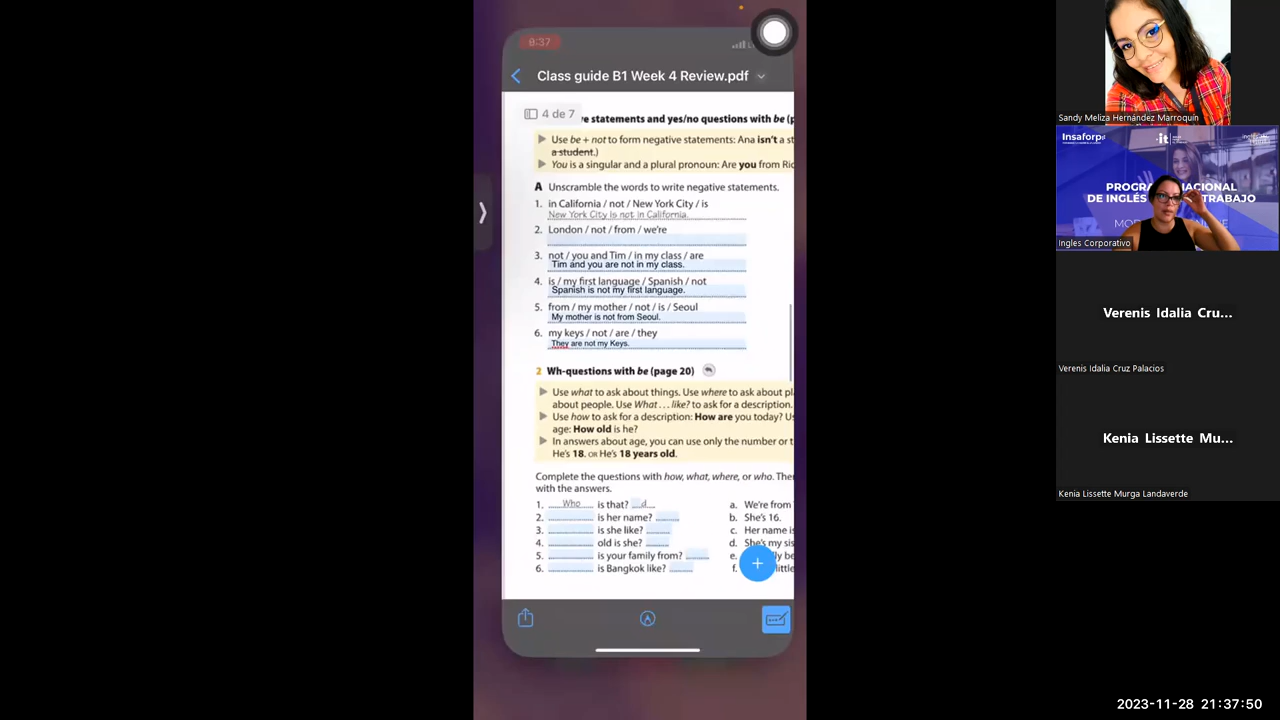 8:37
Class guide B1 Week 4 Review.pdf
4 de 7
ve statements and yes/no questions with be (p
Use be + not to form negative statements: Ana isn't a st
a student.)
You is a singular and a plural pronoun: Are you from Ri
A Unscramble the words to write negative statements.
1. in California / not / New York City / is
New York City is not in California.
2. London / not / from / we're
3. not / you and Tim / in my class / are
Tim and you are not in my class.
4. is / my first language / Spanish / not
Spanish is not my first language.
5. from / my mother / not / is / Seoul
My mother is not from Seoul.
6. my keys / not / are / they
They are not my Keys.
2 Wh-questions with be (page 20)
Use what to ask about things. Use where to ask about pl
about people. Use What . . . like? to ask for a description.
Use how to ask for a description: How are you today? Us
age: How old is he?
In answers about age, you can use only the number or t
He's 18. OR He's 18 years old.
Complete the questions with how, what, where, or who. The
with the answers.
1. Who is that? d
a. We're from
2. is her name?
b. She's 16.
3. is she like?
c. Her name is
4. old is she?
d. She's my sis
5. is your family from?
e. lly be
6. is Bangkok like?
f. little
Sandy Meliza Hernández Marroquín
Insaforp
it
PROGR NACIONAL
DE INGLÉS TRABAJO
Ingles Corporativo
Verenis Idalia Cru...
Verenis Idalia Cruz Palacios
Kenia Lissette Mu...
Kenia Lissette Murga Landaverde
2023-11-28 21:37:50